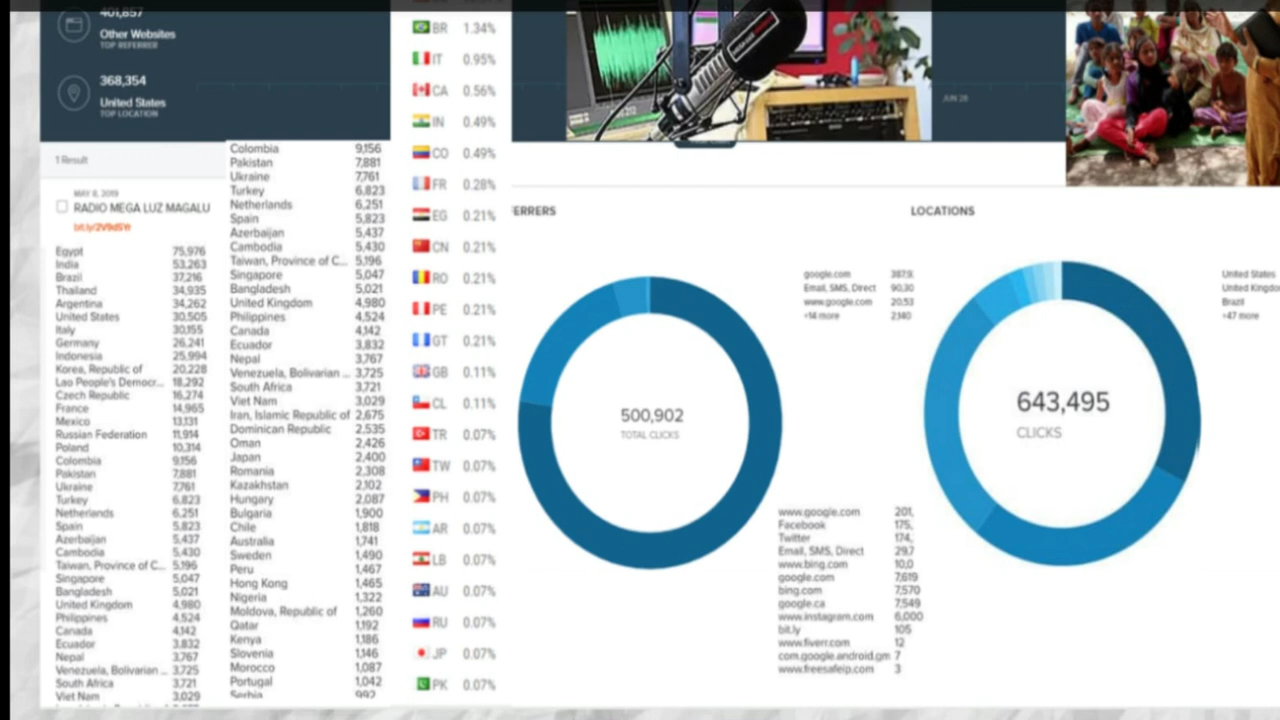 401,857
Other Websites
TOP REFERRER
368,354
United States
TOP LOCATION
1 Result
MAY 8, 2019
RADIO MEGA LUZ MAGALU
Egypt 75,976
India 53,263
Brazil 37,216
Thailand 34,935
Argentina 34,262
United States 30,505
Italy 30,155
Germany 26,241
Indonesia 25,994
Korea, Republic of 20,228
Lao People's Democr... 18,292
Czech Republic 16,274
France 14,965
Mexico 13,131
Russian Federation 11,914
Poland 10,314
Colombia 9,156
Pakistan 7,881
Ukraine 7,761
Turkey 6,823
Netherlands 6,251
Spain 5,823
Azerbaijan 5,437
Cambodia 5,430
Taiwan, Province of C... 5,196
Singapore 5,047
Bangladesh 5,021
United Kingdom 4,980
Philippines 4,524
Canada 4,142
Ecuador 3,832
Nepal 3,767
Venezuela, Bolivarian ... 3,725
South Africa 3,721
Viet Nam 3,029
Colombia 9,156
Pakistan 7,881
Ukraine 7,761
Turkey 6,823
Netherlands 6,251
Spain 5,823
Azerbaijan 5,437
Cambodia 5,430
Taiwan, Province of C... 5,196
Singapore 5,047
Bangladesh 5,021
United Kingdom 4,980
Philippines 4,524
Canada 4,142
Ecuador 3,832
Nepal 3,767
Venezuela, Bolivarian ... 3,725
South Africa 3,721
Viet Nam 3,029
Iran, Islamic Republic of 2,675
Dominican Republic 2,535
Oman 2,426
Japan 2,400
Romania 2,308
Kazakhstan 2,102
Hungary 2,087
Bulgaria 1,900
Chile 1,818
Australia 1,741
Sweden 1,490
Peru 1,467
Hong Kong 1,465
Nigeria 1,322
Moldova, Republic of 1,260
Qatar 1,192
Kenya 1,186
Slovenia 1,146
Morocco 1,087
Portugal 1,042
Serbia 992
BR 1.34%
IT 0.95%
CA 0.56%
IN 0.49%
CO 0.49%
FR 0.28%
EG 0.21%
CN 0.21%
RO 0.21%
PE 0.21%
GT 0.21%
GB 0.11%
CL 0.11%
TR 0.07%
TW 0.07%
PH 0.07%
AR 0.07%
LB 0.07%
AU 0.07%
RU 0.07%
JP 0.07%
PK 0.07%
JUN 28
ERRERS
500,902
TOTAL CLICKS
google.com 387,9
Email, SMS, Direct 90,30
www.google.com 20,53
+14 more 2,140
www.google.com 201,
Facebook 175,
Twitter 174,
Email, SMS, Direct 29,7
www.bing.com 10,0
google.com 7,619
bing.com 7,570
google.ca 7,549
www.instagram.com 6,000
bit.ly 105
www.fiverr.com 12
com.google.android.gm 7
www.freesafeip.com 3
LOCATIONS
643,495
CLICKS
United States
United Kingdo
Brazil
+47 more